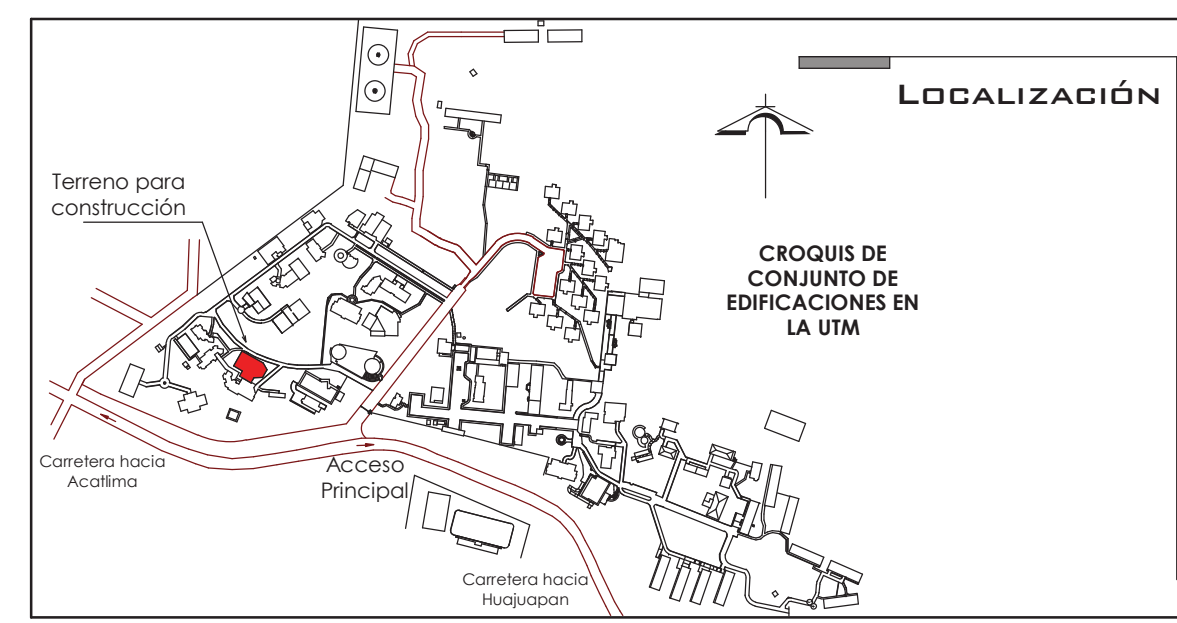 LOCALIZACIÓN
Terreno para
construcción
CROQUIS DE
CONJUNTO DE
EDIFICACIONES EN
LA UTM
Carretera hacia
Acatlima
Acceso
Principal
Carretera hacia
Huajuapan